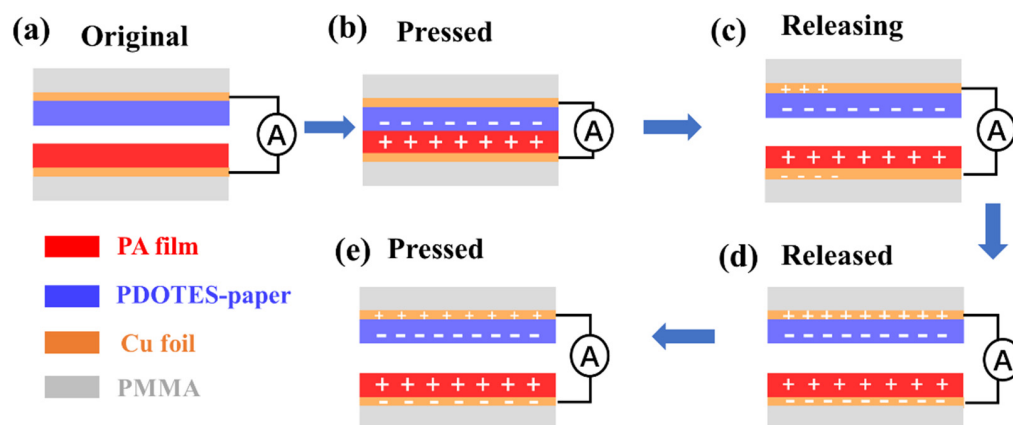 (a) Original
(b) Pressed
(c) Releasing
A
A
A
PA film
PDOTES-paper
Cu foil
PMMA
(e) Pressed
(d) Released
A
A